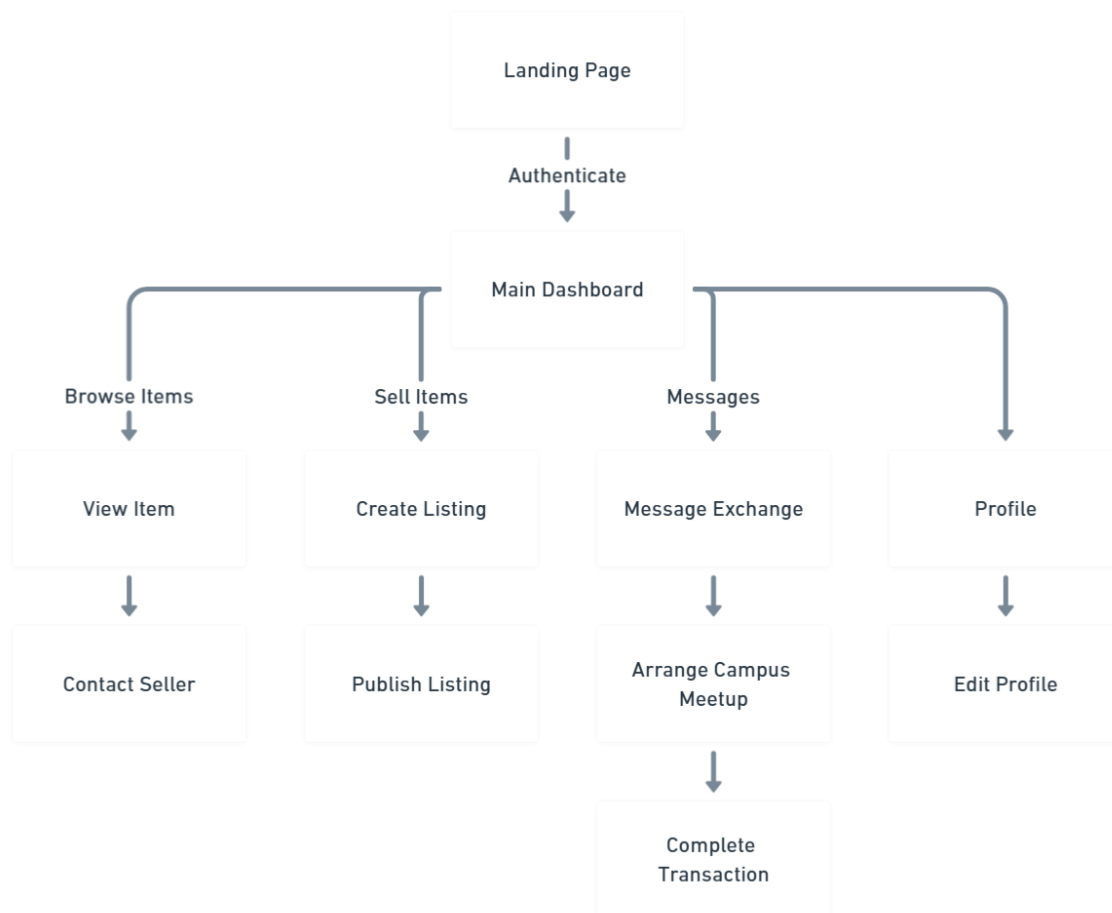 Landing Page
Authenticate
Main Dashboard
Browse Items
Sell Items
Messages
View Item
Create Listing
Message Exchange
Profile
Contact Seller
Publish Listing
Arrange Campus
Meetup
Edit Profile
Complete
Transaction